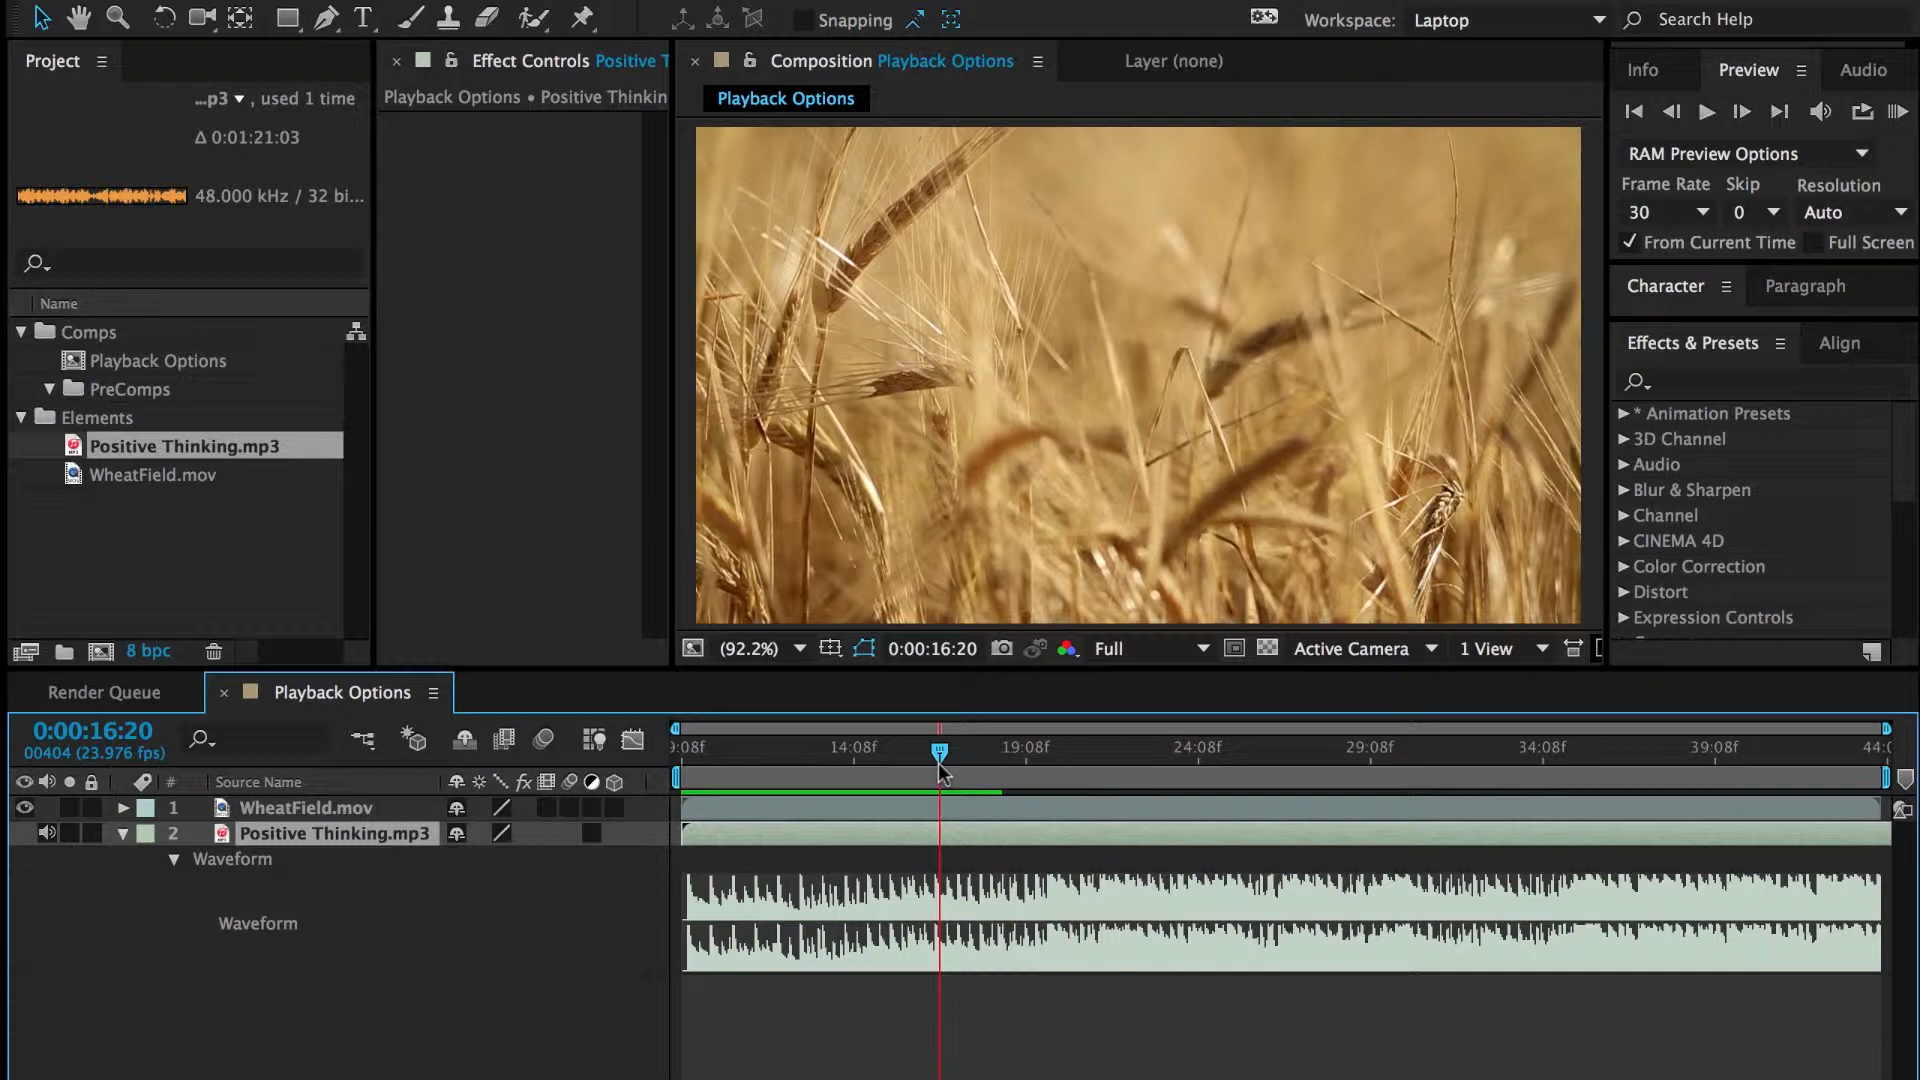 Snapping
Workspace: Laptop
Search Help
Project
...p3 , used 1 time
Δ 0:01:21:03
48.000 kHz / 32 bi...
Name
Comps
Playback Options
PreComps
Elements
Positive Thinking.mp3
WheatField.mov
8 bpc
Effect Controls Positive T
Playback Options • Positive Thinkin
Composition Playback Options
Layer (none)
Playback Options
(92.2%)
0:00:16:20
Full
Active Camera
1 View
Info
Preview
Audio
RAM Preview Options
Frame Rate Skip Resolution
30 0 Auto
From Current Time Full Screen
Character Paragraph
Effects & Presets Align
* Animation Presets
3D Channel
Audio
Blur & Sharpen
Channel
CINEMA 4D
Color Correction
Distort
Expression Controls
Render Queue
Playback Options
0:00:16:20
00404 (23.976 fps)
9:08f 14:08f 19:08f 24:08f 29:08f 34:08f 39:08f 44:0
# Source Name fx
1 WheatField.mov
2 Positive Thinking.mp3
Waveform
Waveform